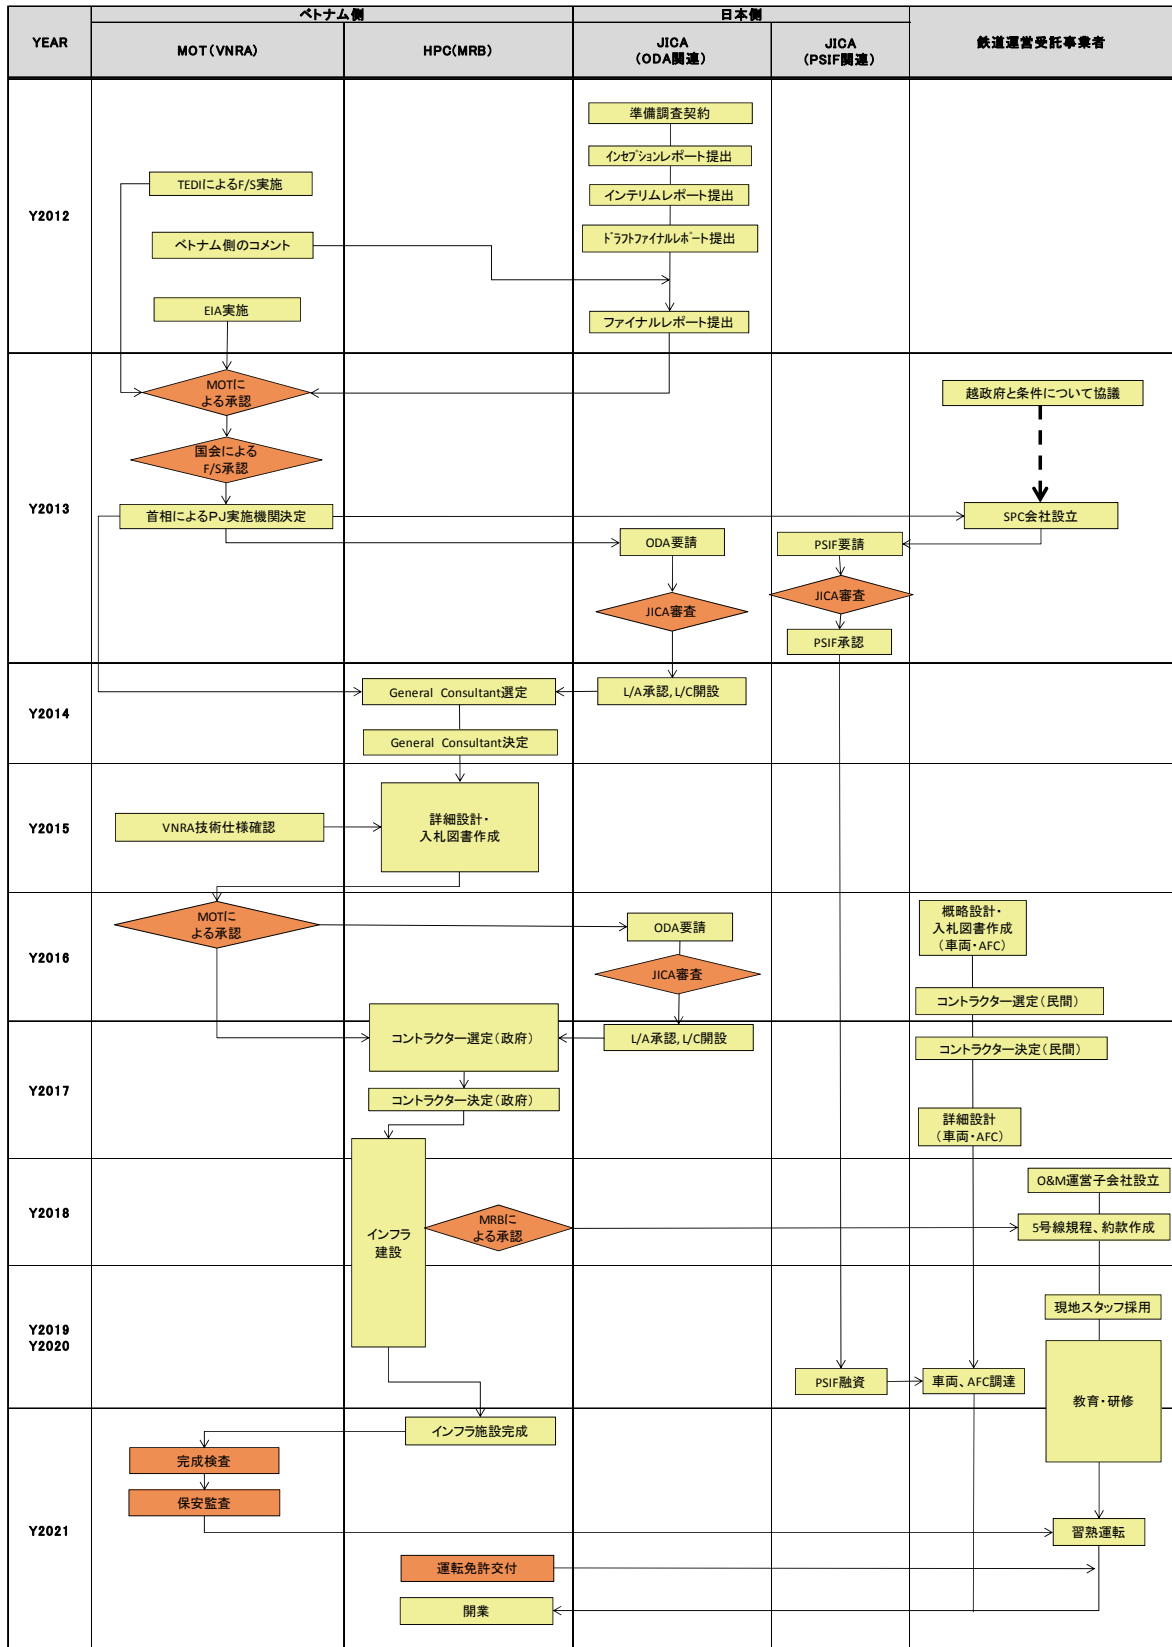 ベトナム側
日本側
YEAR
MOT(VNRA)
HPC(MRB)
JICA
(ODA関連)
JICA
(PSIF関連)
鉄道運営受託事業者
Y2012
準備調査契約
インセプションレポート提出
TEDIによるF/S実施
インテリムレポート提出
ベトナム側のコメント
ドラフトファイナルレポート提出
EIA実施
ファイナルレポート提出
Y2013
MOTに
よる承認
越政府と条件について協議
国会による
F/S承認
首相によるPJ実施機関決定
SPC会社設立
ODA要請
PSIF要請
JICA審査
JICA審査
PSIF承認
Y2014
General Consultant選定
L/A承認,L/C開設
General Consultant決定
Y2015
VNRA技術仕様確認
詳細設計・
入札図書作成
Y2016
MOTに
よる承認
ODA要請
概略設計・
入札図書作成
(車両・AFC)
JICA審査
コントラクター選定(民間)
Y2017
コントラクター選定(政府)
L/A承認,L/C開設
コントラクター決定(民間)
コントラクター決定(政府)
詳細設計
(車両・AFC)
Y2018
インフラ
建設
MRBに
よる承認
O&M運営子会社設立
5号線規程、約款作成
Y2019
Y2020
現地スタッフ採用
PSIF融資
車両、AFC調達
教育・研修
Y2021
インフラ施設完成
完成検査
保安監査
習熟運転
運転免許交付
開業